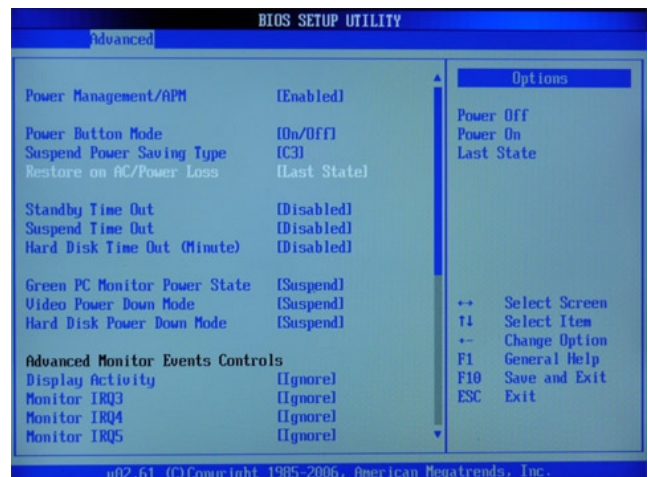 BIOS SETUP UTILITY
Advanced
Power Management/APM [Enabled]
Power Button Mode [On/Off]
Suspend Power Saving Type [C3]
Restore on AC/Power Loss [Last State]
Standby Time Out [Disabled]
Suspend Time Out [Disabled]
Hard Disk Time Out (Minute) [Disabled]
Green PC Monitor Power State [Suspend]
Video Power Down Mode [Suspend]
Hard Disk Power Down Mode [Suspend]
Advanced Monitor Events Controls
Display Activity [Ignore]
Monitor IRQ3 [Ignore]
Monitor IRQ4 [Ignore]
Monitor IRQ5 [Ignore]
Options
Power Off
Power On
Last State
↔ Select Screen
↑↓ Select Item
+- Change Option
F1 General Help
F10 Save and Exit
ESC Exit
v02.61 (C)Copyright 1985-2006, American Megatrends, Inc.